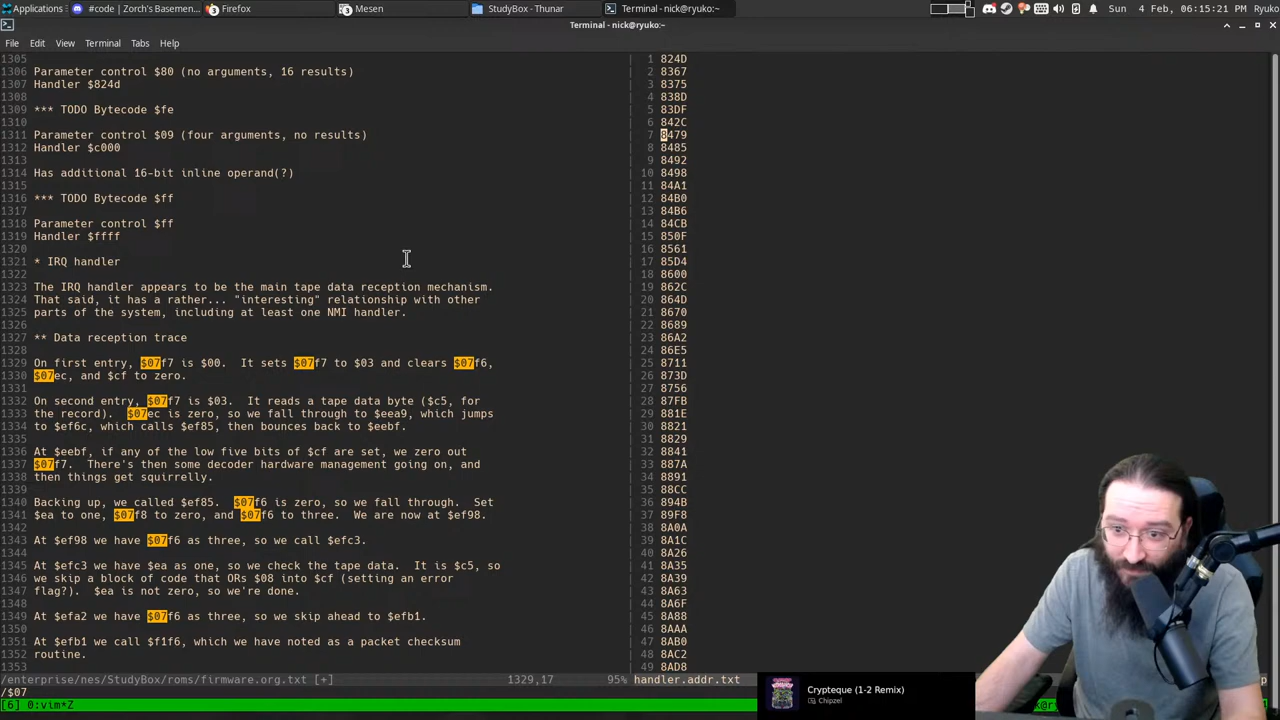 Applications
#code | Zorch's Basemen...
Firefox
Mesen
StudyBox - Thunar
Terminal - nick@ryuko:~
Sun 4 Feb, 06:15:21 Ryuko
Terminal - nick@ryuko:~
File Edit View Terminal Tabs Help
1305
1306 Parameter control $80 (no arguments, 16 results)
1307 Handler $824d
1308
1309 *** TODO Bytecode $fe
1310
1311 Parameter control $09 (four arguments, no results)
1312 Handler $c000
1313
1314 Has additional 16-bit inline operand(?)
1315
1316 *** TODO Bytecode $ff
1317
1318 Parameter control $ff
1319 Handler $ffff
1320
1321 * IRQ handler
1322
1323 The IRQ handler appears to be the main tape data reception mechanism.
1324 That said, it has a rather... "interesting" relationship with other
1325 parts of the system, including at least one NMI handler.
1326
1327 ** Data reception trace
1328
1329 On first entry, $07f7 is $00.  It sets $07f7 to $03 and clears $07f6,
1330 $07ec, and $cf to zero.
1331
1332 On second entry, $07f7 is $03.  It reads a tape data byte ($c5, for
1333 the record).  $07ec is zero, so we fall through to $eea9, which jumps
1334 to $ef6c, which calls $ef85, then bounces back to $eebf.
1335
1336 At $eebf, if any of the low five bits of $cf are set, we zero out
1337 $07f7.  There's then some decoder hardware management going on, and
1338 then things get squirrelly.
1339
1340 Backing up, we called $ef85.  $07f6 is zero, so we fall through.  Set
1341 $ea to one, $07f8 to zero, and $07f6 to three.  We are now at $ef98.
1342
1343 At $ef98 we have $07f6 as three, so we call $efc3.
1344
1345 At $efc3 we have $ea as one, so we check the tape data.  It is $c5, so
1346 we skip a block of code that ORs $08 into $cf (setting an error
1347 flag?).  $ea is not zero, so we're done.
1348
1349 At $efa2 we have $07f6 as three, so we skip ahead to $efb1.
1350
1351 At $efb1 we call $f1f6, which we have noted as a packet checksum
1352 routine.
1353
/enterprise/nes/StudyBox/roms/firmware.org.txt [+] 1329,17 95%
/$07
[6] 0:vim*Z
1 824D
2 8367
3 8375
4 838D
5 83DF
6 842C
7 8479
8 8485
9 8492
10 8498
11 84A1
12 84B0
13 84B6
14 84CB
15 850F
16 8561
17 85D4
18 8600
19 862C
20 864D
21 8670
22 8689
23 86A2
24 86E5
25 8711
26 873D
27 8756
28 87FB
29 881E
30 8821
31 8829
32 8841
33 887A
34 8891
35 88CC
36 894B
37 89F8
38 8A0A
39 8A1C
40 8A26
41 8A35
42 8A39
43 8A63
44 8A6F
45 8A88
46 8AAA
47 8AB0
48 8AC2
49 8AD8
handler.addr.txt
Crypteque (1-2 Remix)
Chipzel